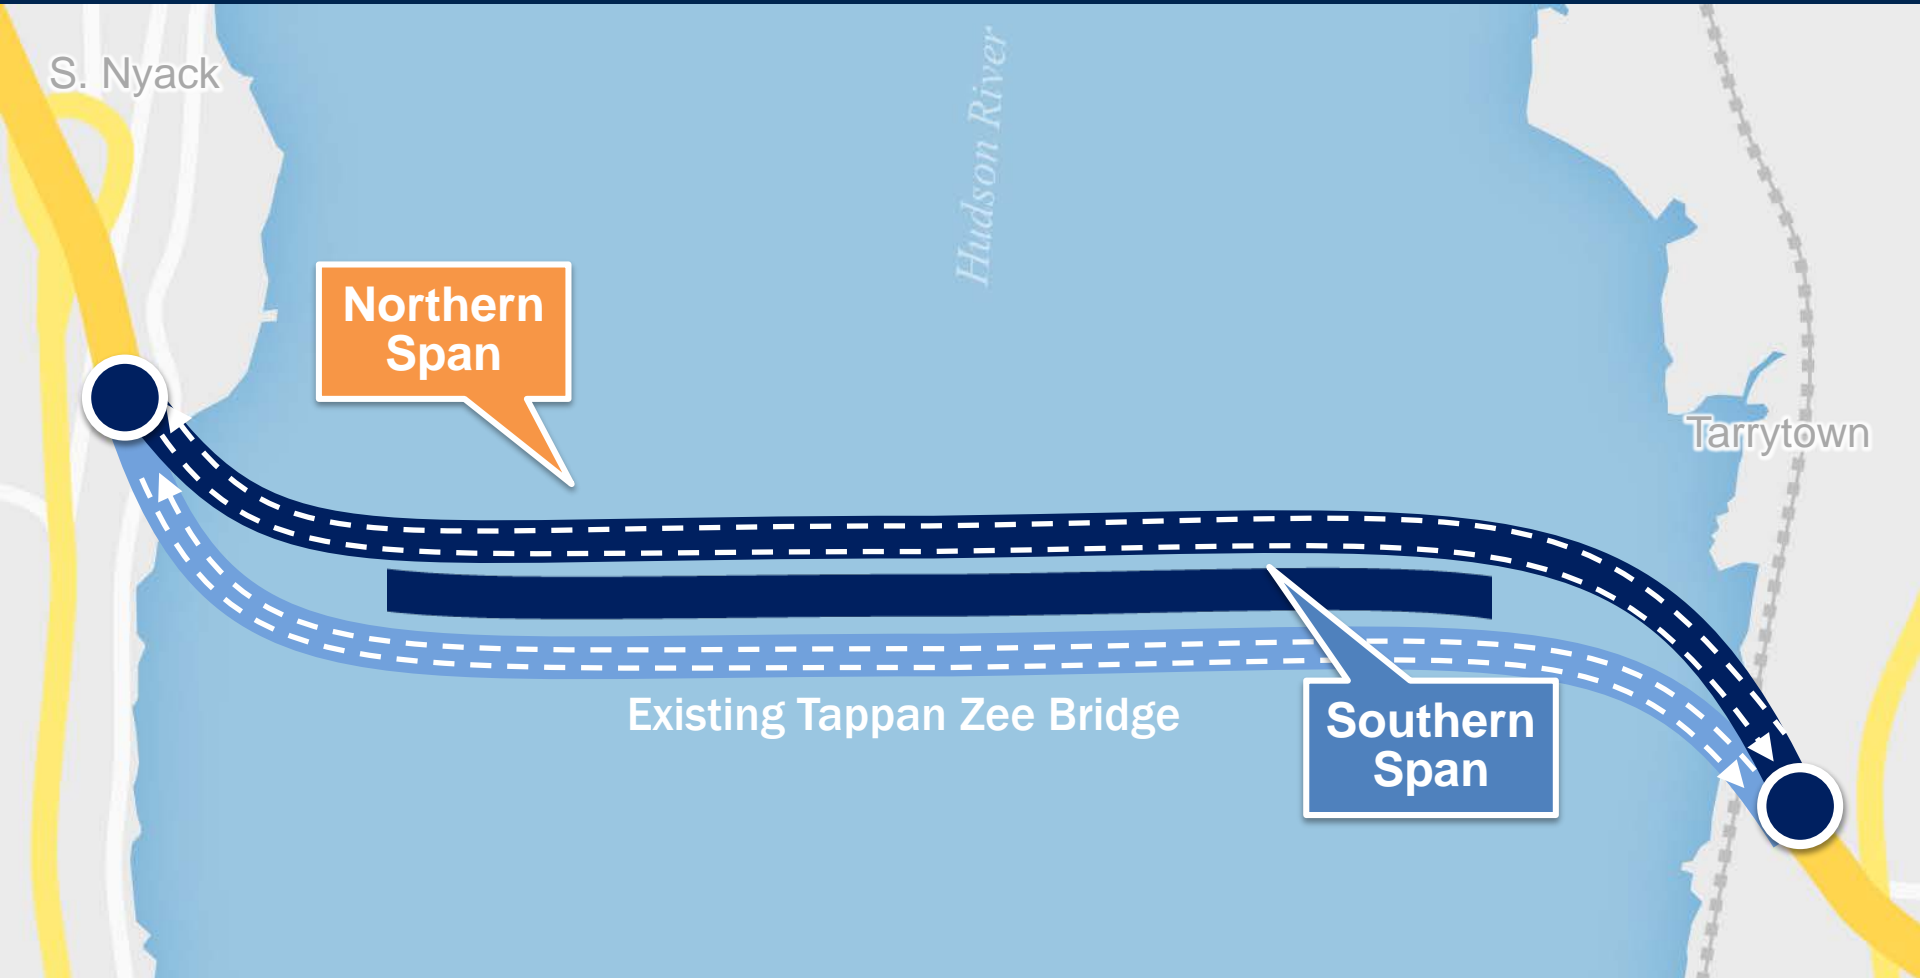 S. Nyack
Hudson River
Northern
Span
Tarrytown
Existing Tappan Zee Bridge
Southern
Span